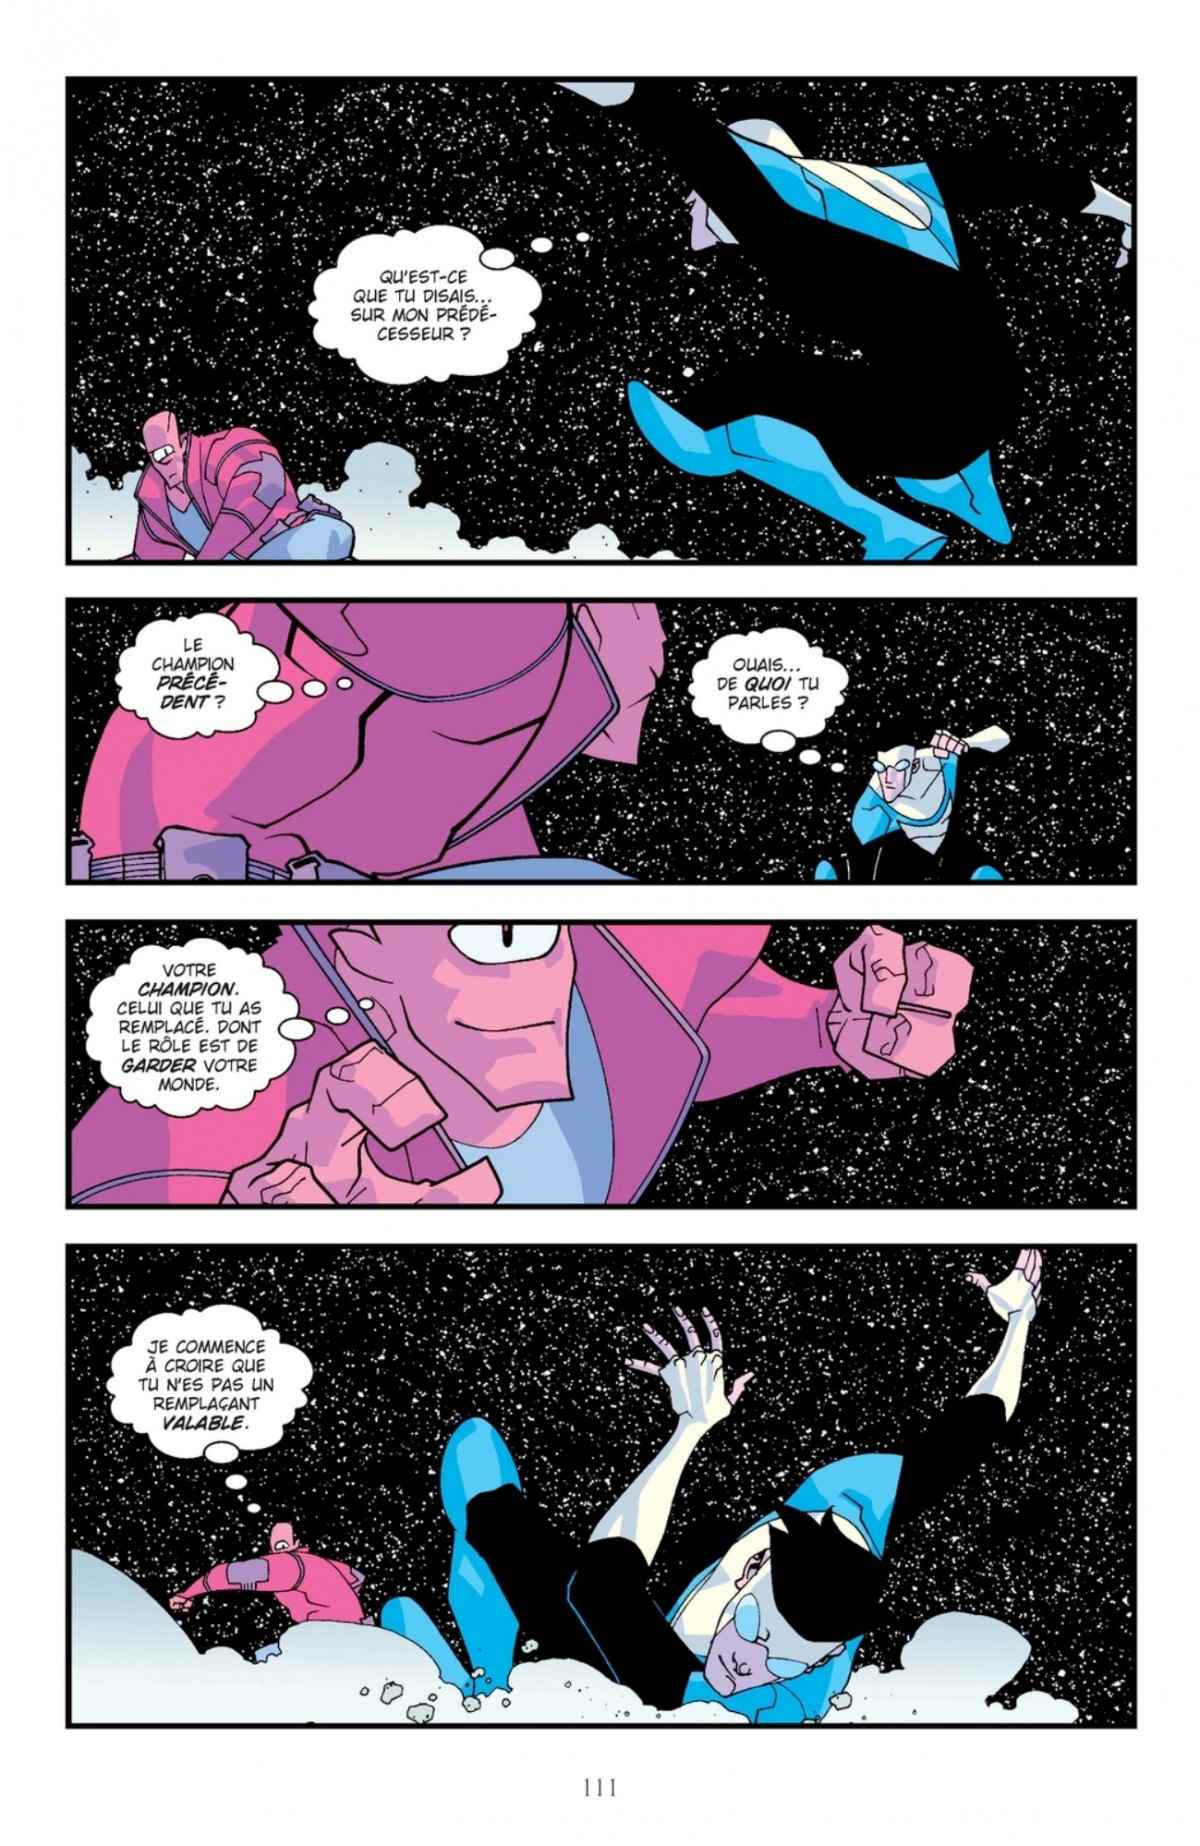 QU'EST-CE
QUE TU DISAIS...
SUR MON PRÉDÉ-
CESSEUR ?
LE
CHAMPION
PRÉCÉ-
DENT ?
OUAIS...
DE QUOI TU
PARLES ?
VOTRE
CHAMPION.
CELUI QUE TU AS
REMPLACÉ. DONT
LE RÔLE EST DE
GARDER VOTRE
MONDE.
JE COMMENCE
À CROIRE QUE
TU N'ES PAS UN
REMPLAÇANT
VALABLE.
111